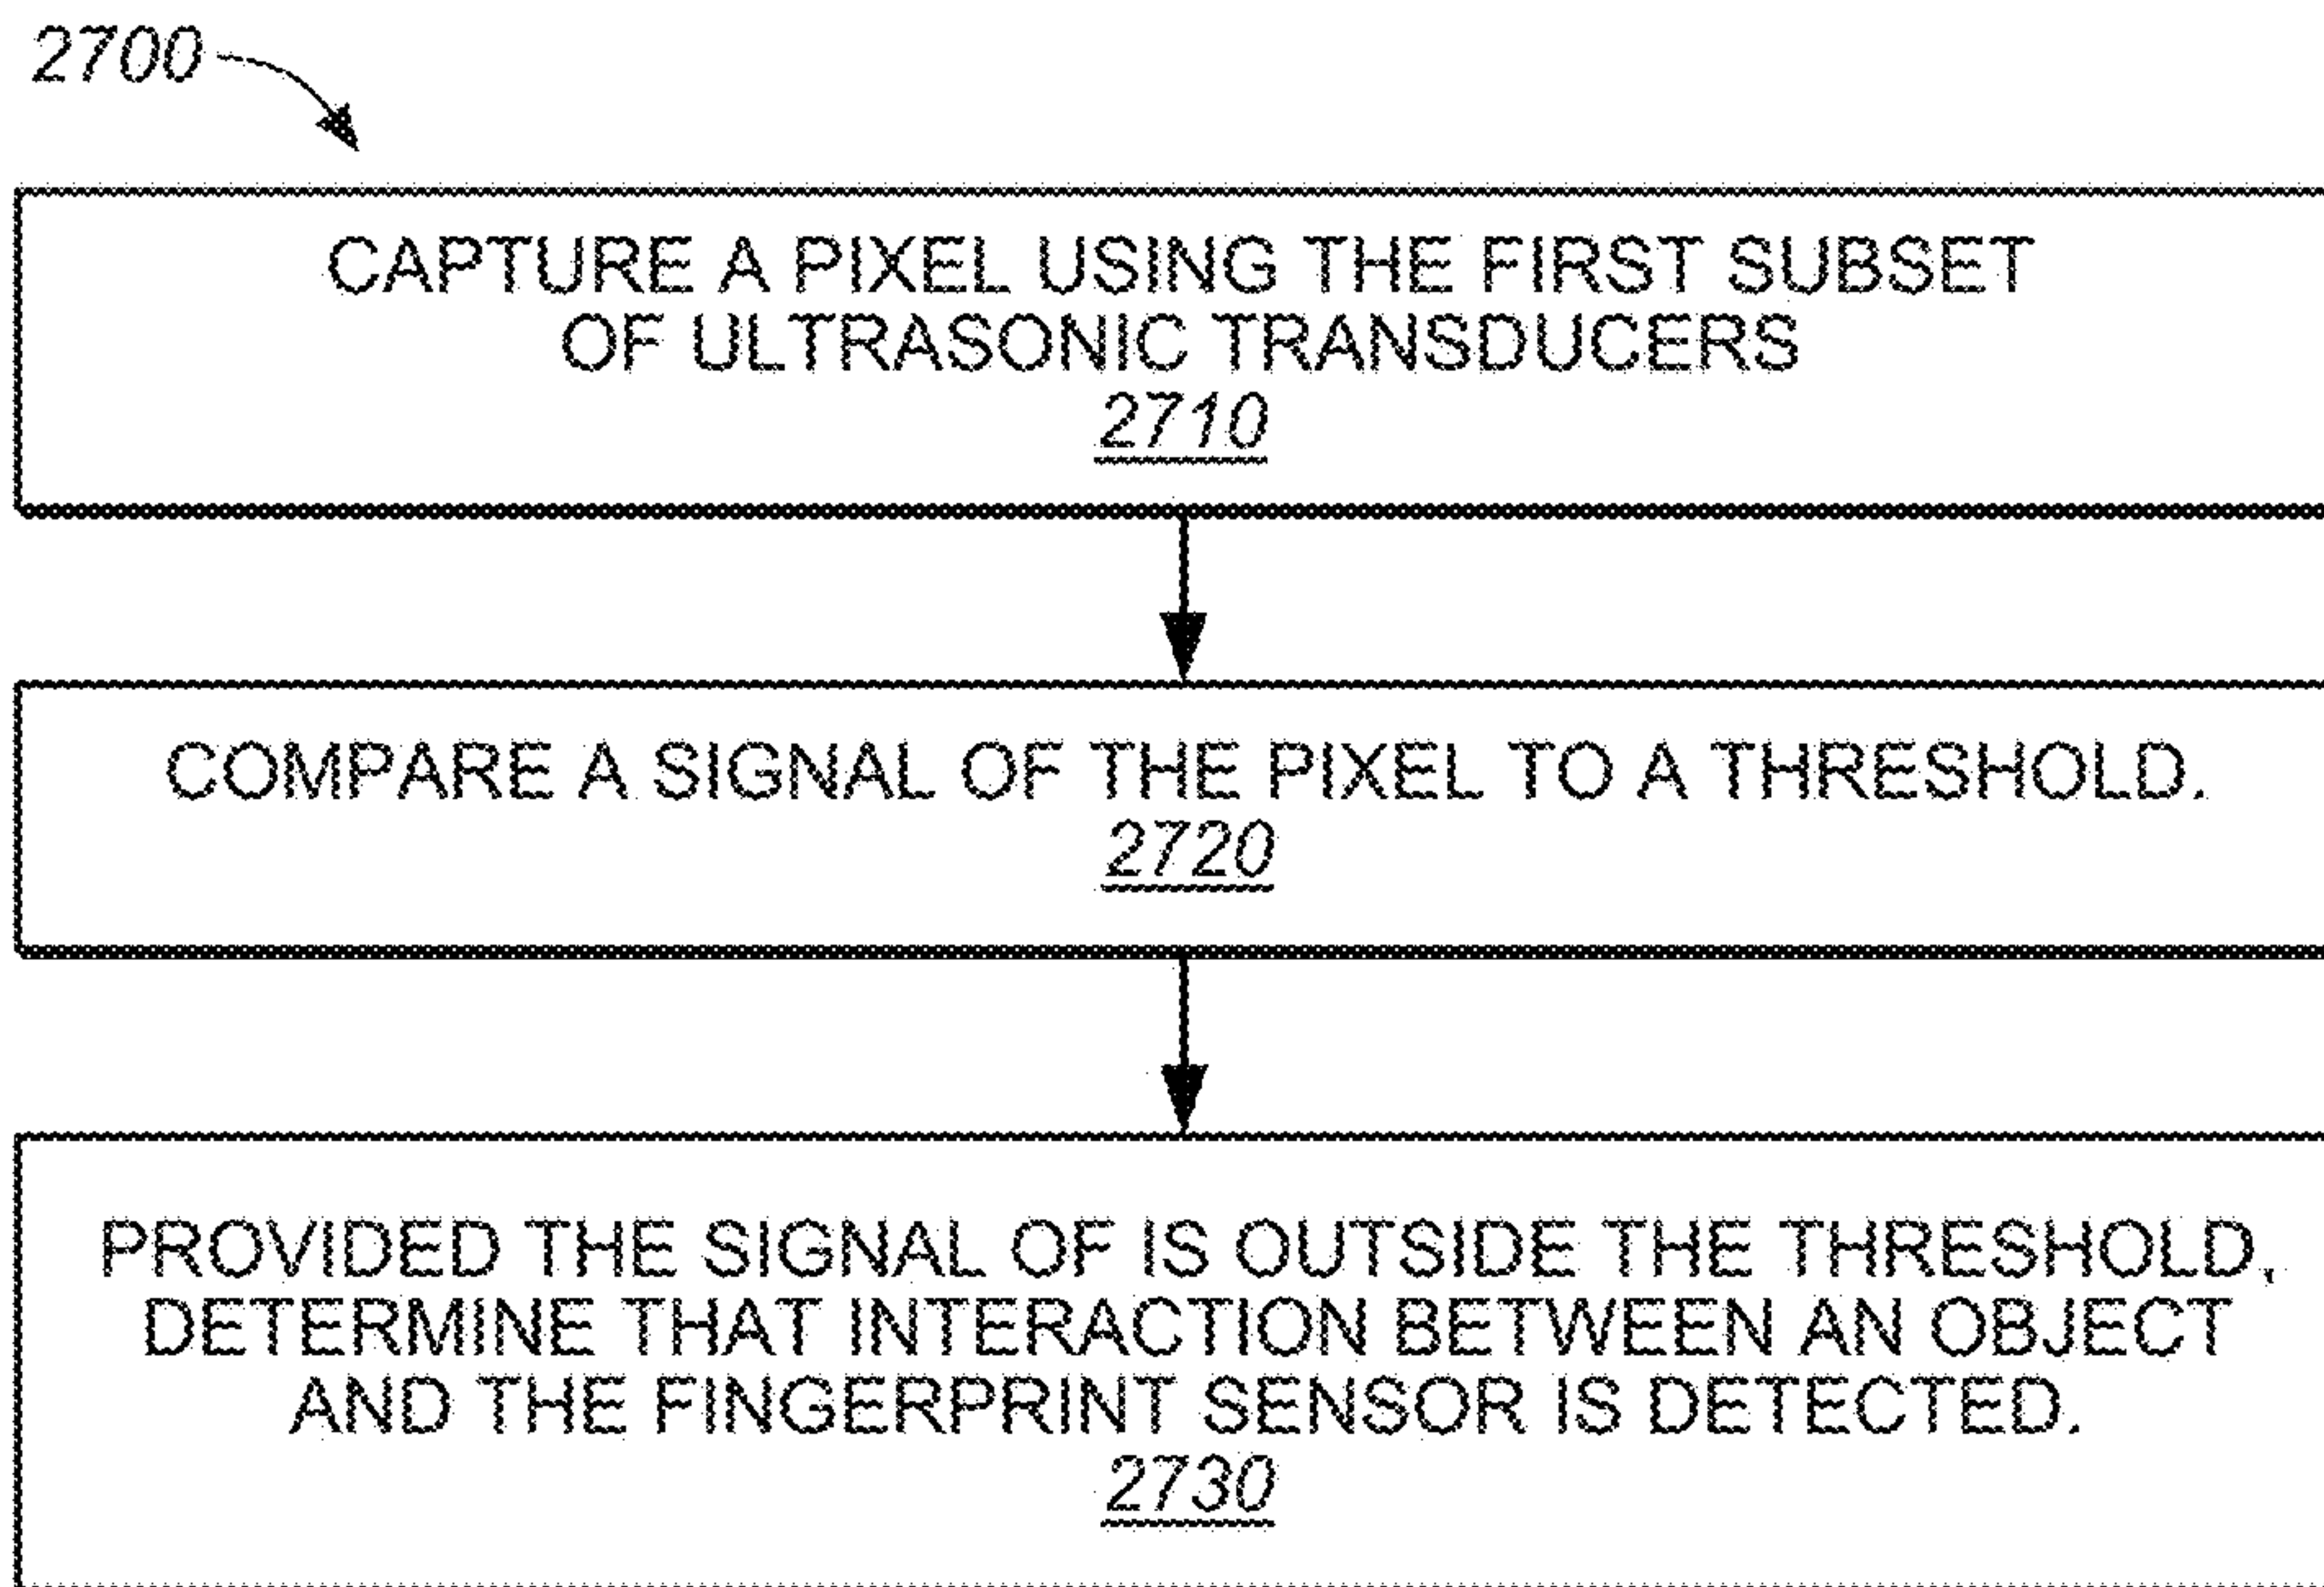 2700
CAPTURE A PIXEL USING THE FIRST SUBSET
OF ULTRASONIC TRANSDUCERS
2710
COMPARE A SIGNAL OF THE PIXEL TO A THRESHOLD.
2720
PROVIDED THE SIGNAL OF IS OUTSIDE THE THRESHOLD,
DETERMINE THAT INTERACTION BETWEEN AN OBJECT
AND THE FINGERPRINT SENSOR IS DETECTED.
2730